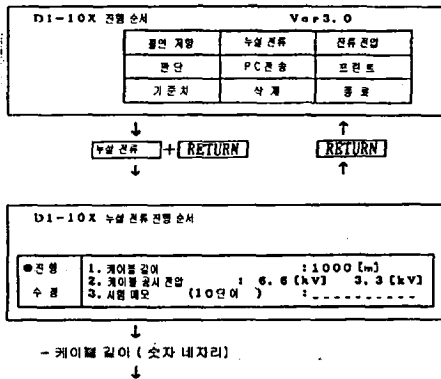 D1-10X 진행 순서 Ver3.0
절연 저항 누설 전류 잔류 전압
판단 PC전송 프린트
기준치 삭제 종료
↓ ↑
누설 전류 + RETURN RETURN
↓ ↑
D1-10X 누설 전류 진행 순서
●진행 1. 케이블 길이 :1000 [m]
2. 케이블 공시 전압 : 6.6 [kV] 3.3 [kV]
수정 3. 시험 메모 (10단어 ) : _ _ _ _ _ _ _ _ _ _
↓
- 케이블 길이 ( 숫자 네자리)
↓